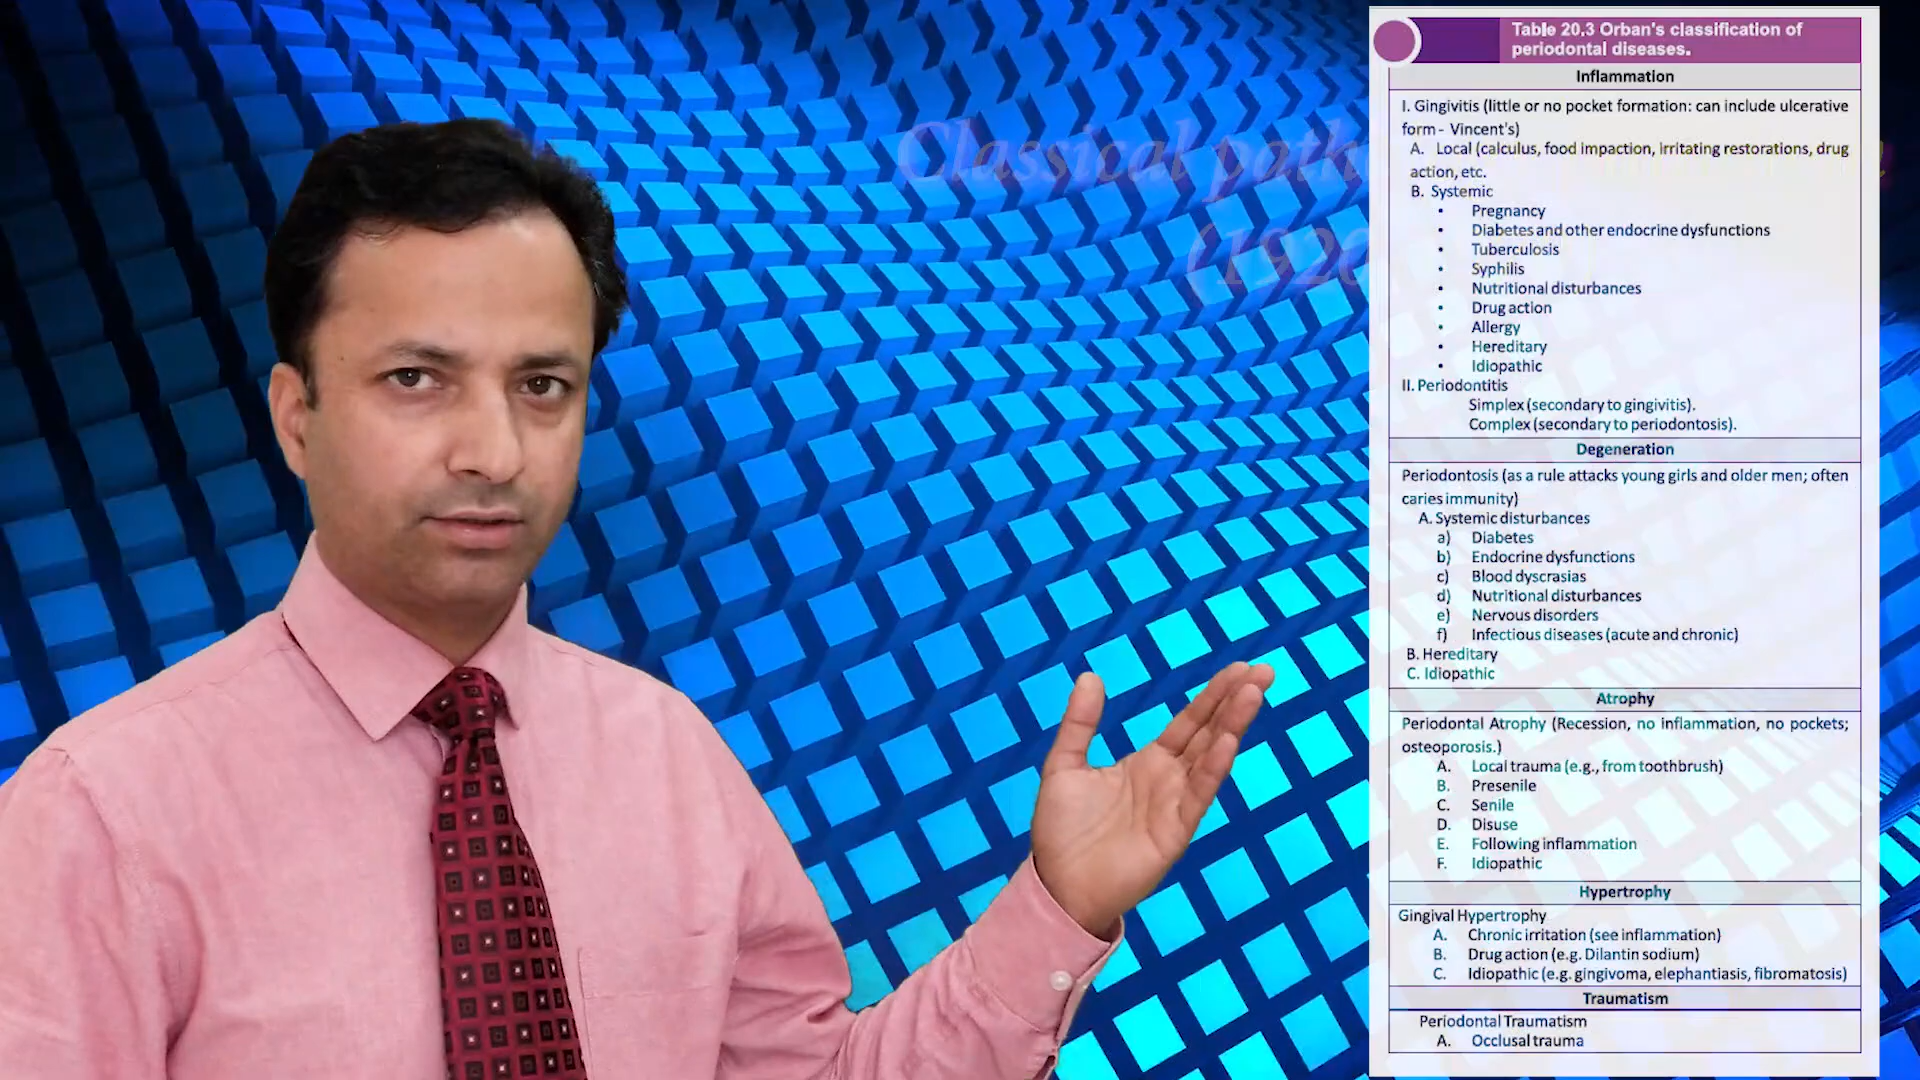 Classical path
(1920
Table 20.3 Orban's classification of
periodontal diseases.
Inflammation
I. Gingivitis (little or no pocket formation: can include ulcerative
form - Vincent's)
A. Local (calculus, food impaction, irritating restorations, drug
action, etc.
B. Systemic
• Pregnancy
• Diabetes and other endocrine dysfunctions
• Tuberculosis
• Syphilis
• Nutritional disturbances
• Drug action
• Allergy
• Hereditary
• Idiopathic
II. Periodontitis
Simplex (secondary to gingivitis).
Complex (secondary to periodontosis).
Degeneration
Periodontosis (as a rule attacks young girls and older men; often
caries immunity)
A. Systemic disturbances
a) Diabetes
b) Endocrine dysfunctions
c) Blood dyscrasias
d) Nutritional disturbances
e) Nervous disorders
f) Infectious diseases (acute and chronic)
B. Hereditary
C. Idiopathic
Atrophy
Periodontal Atrophy (Recession, no inflammation, no pockets;
osteoporosis.)
A. Local trauma (e.g., from toothbrush)
B. Presenile
C. Senile
D. Disuse
E. Following inflammation
F. Idiopathic
Hypertrophy
Gingival Hypertrophy
A. Chronic irritation (see inflammation)
B. Drug action (e.g. Dilantin sodium)
C. Idiopathic (e.g. gingivoma, elephantiasis, fibromatosis)
Traumatism
Periodontal Traumatism
A. Occlusal trauma